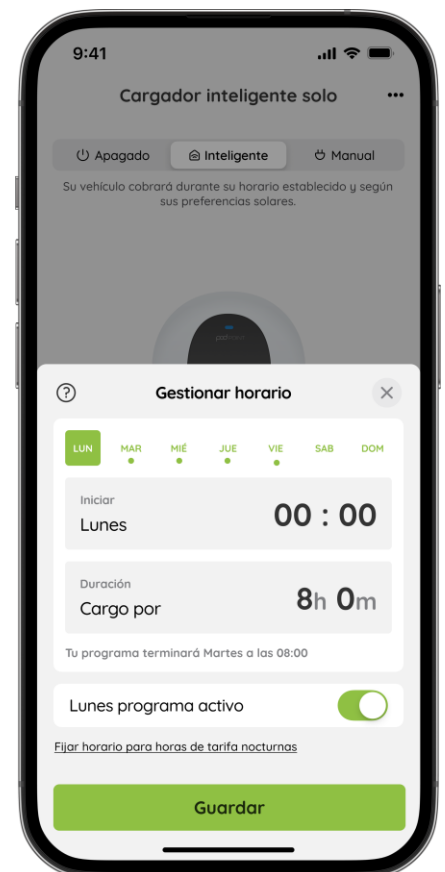 9:41
Cargador inteligente solo
Apagado Inteligente Manual
Su vehículo cobrará durante su horario establecido y según
sus preferencias solares.
Gestionar horario
LUN MAR MIÉ JUE VIE SAB DOM
Iniciar
Lunes 00 : 00
Duración
Cargo por 8h 0m
Tu programa terminará Martes a las 08:00
Lunes programa activo
Fijar horario para horas de tarifa nocturnas
Guardar